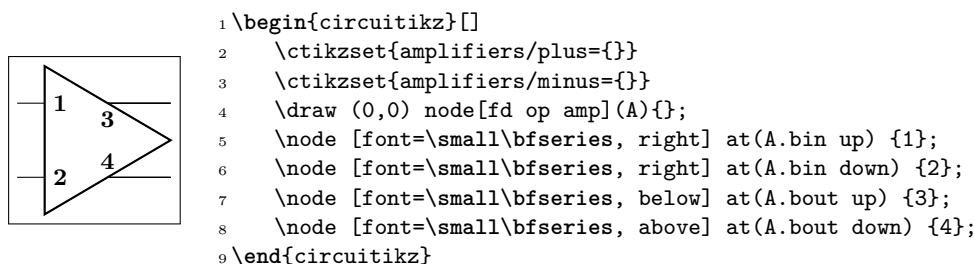 1
2
3
4
1 \begin{circuitikz}[]
2 \ctikzset{amplifiers/plus={}}
3 \ctikzset{amplifiers/minus={}}
4 \draw (0,0) node[fd op amp](A){};
5 \node [font=\small\bfseries, right] at(A.bin up) {1};
6 \node [font=\small\bfseries, right] at(A.bin down) {2};
7 \node [font=\small\bfseries, below] at(A.bout up) {3};
8 \node [font=\small\bfseries, above] at(A.bout down) {4};
9 \end{circuitikz}